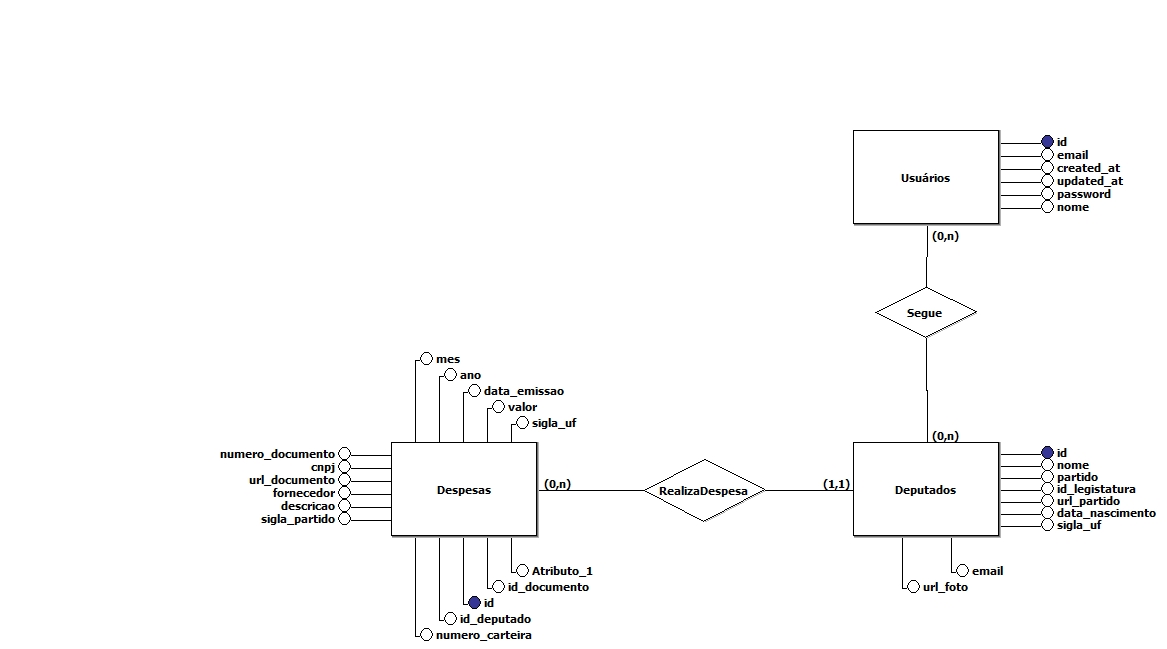 id
email
created_at
Usuários
updated_at
password
nome
(0,n)
Segue
mes
ano
data_emissao
valor
sigla_uf
(0,n)
numero_documento
cnpj
url_documento
fornecedor
descricao
sigla_partido
Despesas
(0,n)
RealizaDespesa
(1,1)
Deputados
id
nome
partido
id_legistatura
url_partido
data_nascimento
sigla_uf
Atributo_1
id_documento
id
id_deputado
numero_carteira
email
url_foto